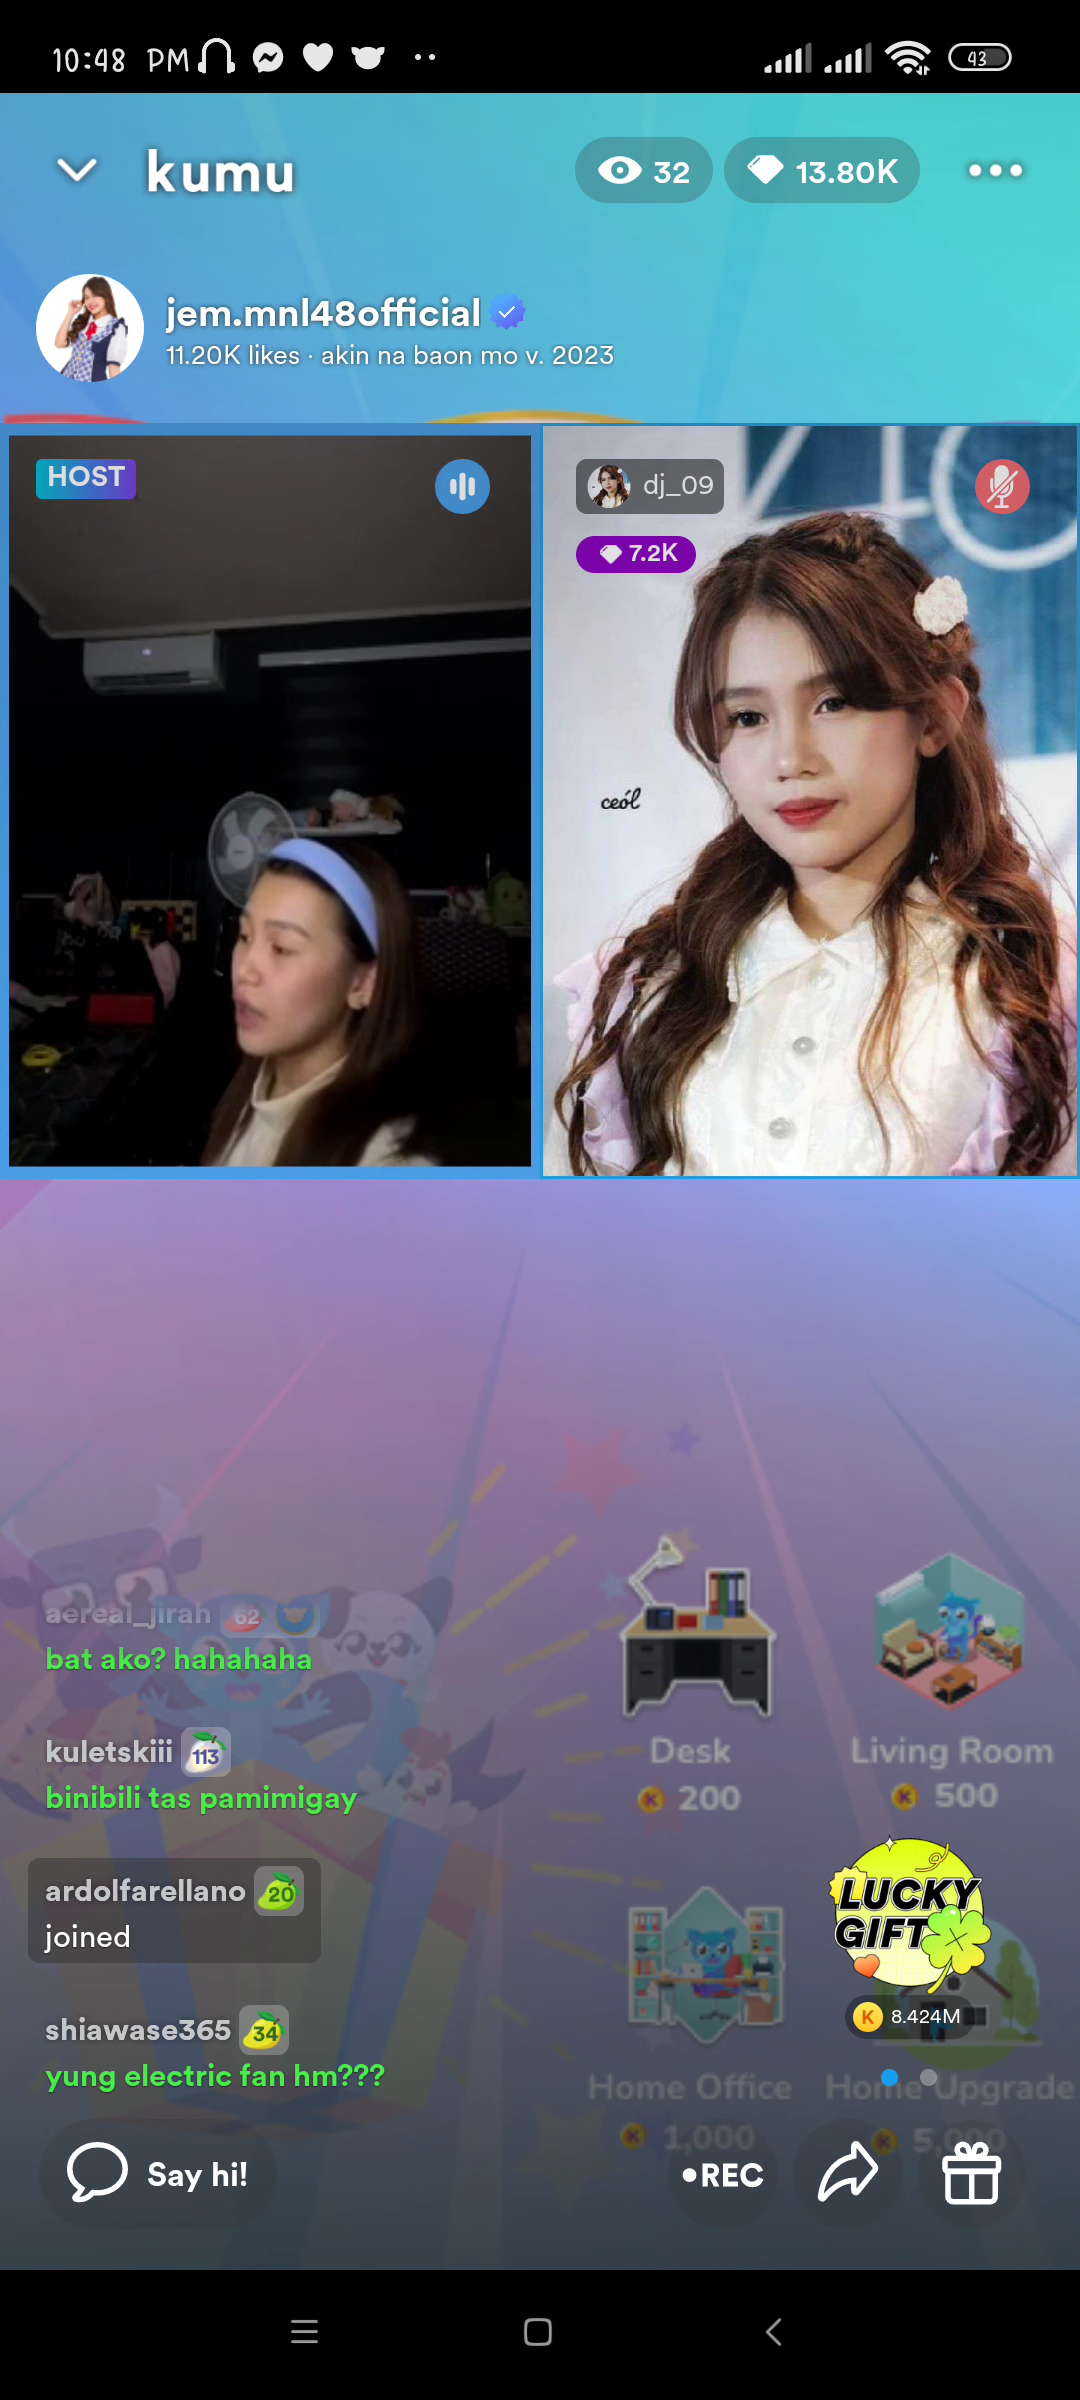 10:48 PM
43
kumu
32
13.80K
jem.mnl48official
11.20K likes · akin na baon mo v. 2023
HOST
dj_09
7.2K
ceól
aereal_jirah 62
bat ako? hahahaha
kuletskiii 113
binibili tas pamimigay
ardolfarellano 20
joined
shiawase365 34
yung electric fan hm???
Desk
200
Living Room
500
LUCKY
GIFT
8.424M
Home Office
1,000
Home Upgrade
5,000
Say hi!
•REC